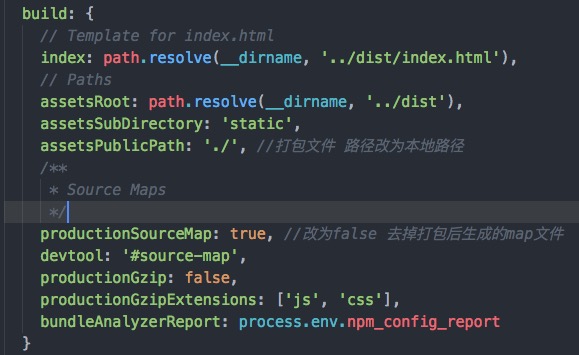 build: {
// Template for index.html
index: path.resolve(__dirname, '../dist/index.html'),
// Paths
assetsRoot: path.resolve(__dirname, '../dist'),
assetsSubDirectory: 'static',
assetsPublicPath: './', //打包文件 路径改为本地路径
/**
* Source Maps
*/
productionSourceMap: true, //改为false 去掉打包后生成的map文件
devtool: '#source-map',
productionGzip: false,
productionGzipExtensions: ['js', 'css'],
bundleAnalyzerReport: process.env.npm_config_report
}